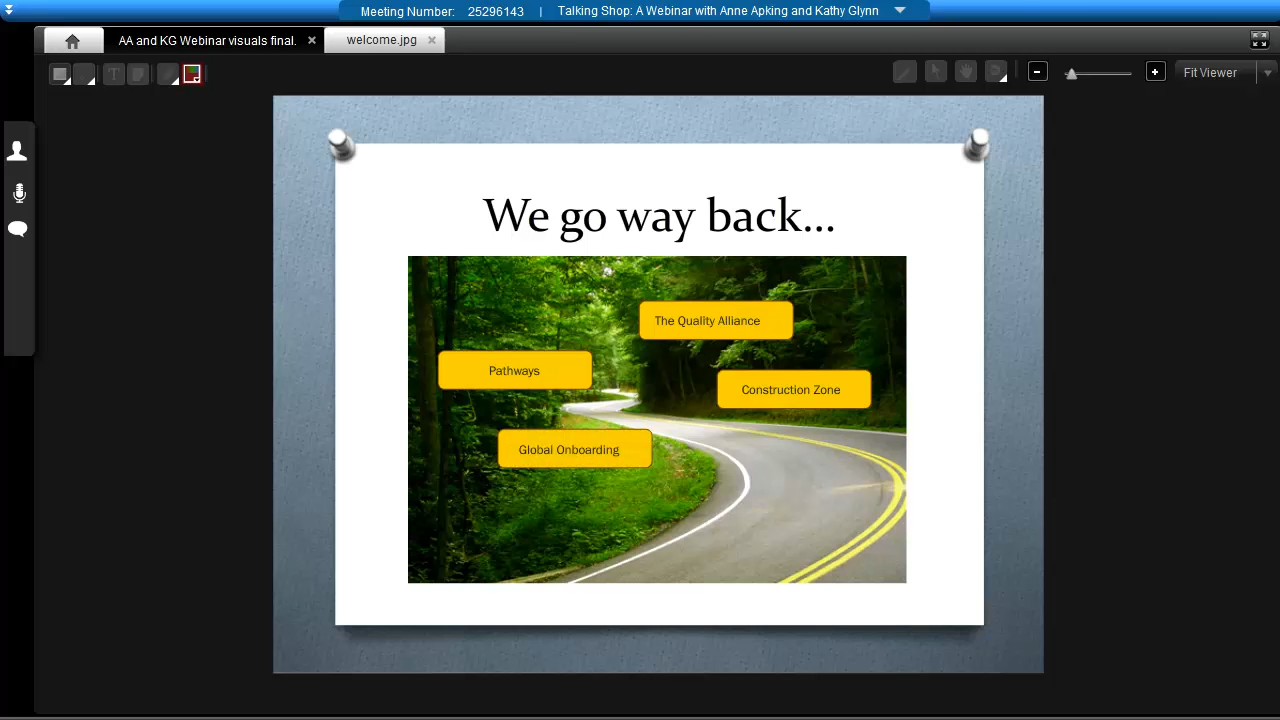 Meeting Number: 25296143 | Talking Shop: A Webinar with Anne Apking and Kathy Glynn
AA and KG Webinar visuals final.
welcome.jpg
T
Fit Viewer
We go way back...
The Quality Alliance
Pathways
Construction Zone
Global Onboarding